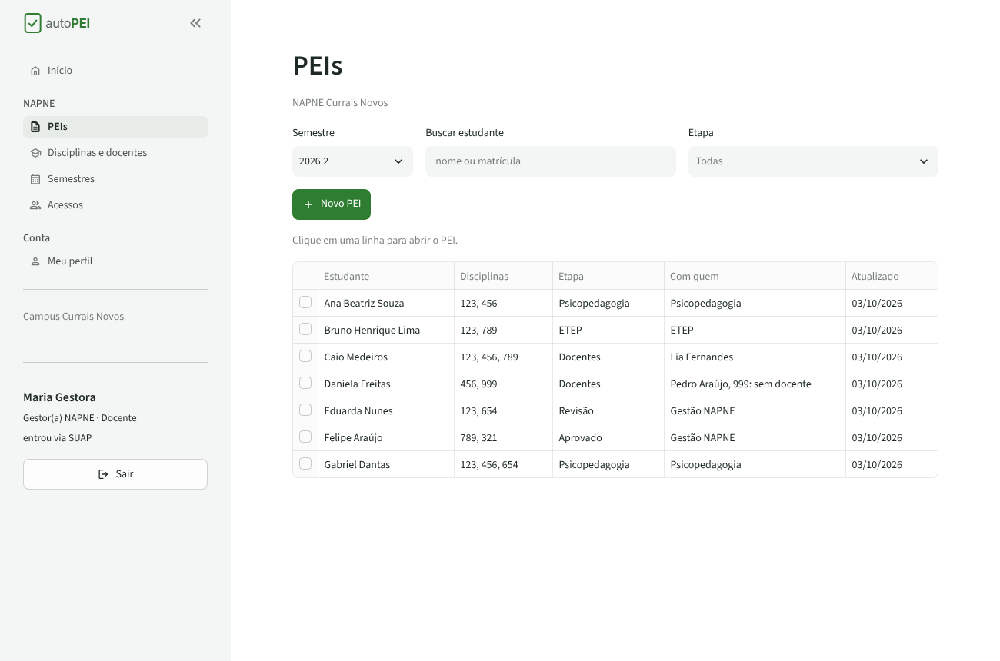 autoPEI
Início
NAPNE
PEIs
Disciplinas e docentes
Semestres
Acessos
Conta
Meu perfil
Campus Currais Novos
Maria Gestora
Gestor(a) NAPNE · Docente
entrou via SUAP
Sair
PEIs
NAPNE Currais Novos
Semestre Buscar estudante Etapa
2026.2 nome ou matrícula Todas
+ Novo PEI
Clique em uma linha para abrir o PEI.
Estudante Disciplinas Etapa Com quem Atualizado
Ana Beatriz Souza 123, 456 Psicopedagogia Psicopedagogia 03/10/2026
Bruno Henrique Lima 123, 789 ETEP ETEP 03/10/2026
Caio Medeiros 123, 456, 789 Docentes Lia Fernandes 03/10/2026
Daniela Freitas 456, 999 Docentes Pedro Araújo, 999: sem docente 03/10/2026
Eduarda Nunes 123, 654 Revisão Gestão NAPNE 03/10/2026
Felipe Araújo 789, 321 Aprovado Gestão NAPNE 03/10/2026
Gabriel Dantas 123, 456, 654 Psicopedagogia Psicopedagogia 03/10/2026